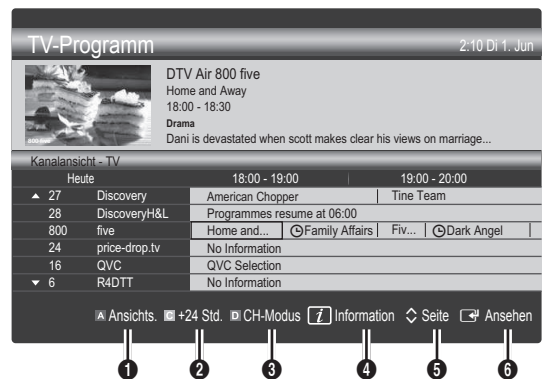 TV-Programm 2:10 Di 1. Jun
DTV Air 800 five
Home and Away
18:00 - 18:30
Drama
Dani is devastated when scott makes clear his views on marriage...
800 five
Kanalansicht - TV
Heute 18:00 - 19:00 19:00 - 20:00
▲ 27 Discovery American Chopper Tine Team
28 DiscoveryH&L Programmes resume at 06:00
800 five Home and... Family Affairs Fiv... Dark Angel
24 price-drop.tv No Information
16 QVC QVC Selection
▼ 6 R4DTT No Information
A Ansichts. C +24 Std. D CH-Modus i Information Seite Ansehen
1 2 3 4 5 6